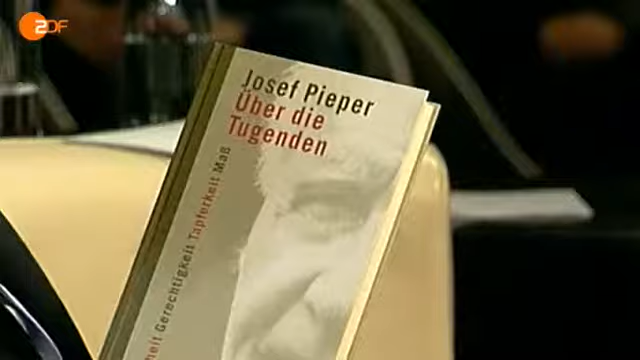 ZDF
Josef Pieper
Über die
Tugenden
Gerechtigkeit Tapferkeit Maß